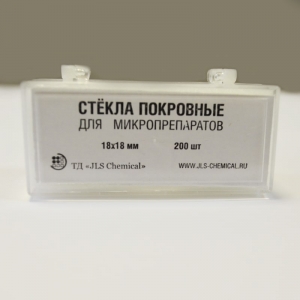 СТЁКЛА ПОКРОВНЫЕ
ДЛЯ МИКРОПРЕПАРАТОВ
18x18 мм 200 шт
ТД «JLS Chemical» WWW.JLS-CHEMICAL.RU